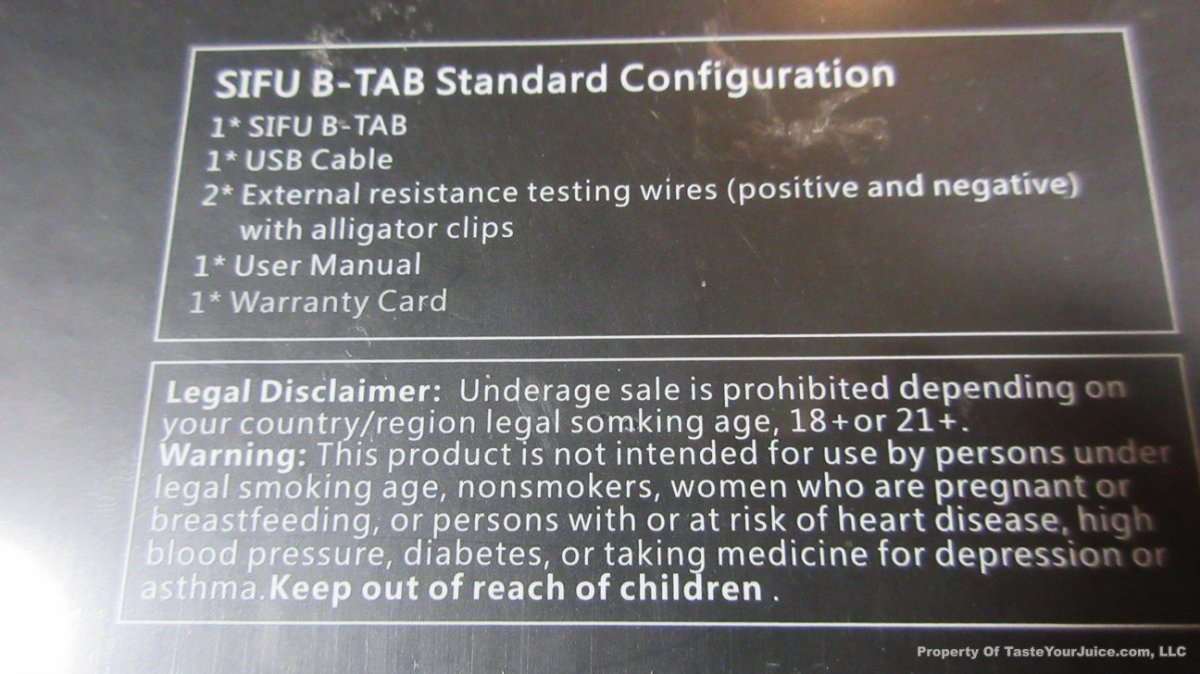 SIFU B-TAB Standard Configuration
1* SIFU B-TAB
1* USB Cable
2* External resistance testing wires (positive and negative)
with alligator clips
1* User Manual
1* Warranty Card
Legal Disclaimer: Underage sale is prohibited depending on
your country/region legal somking age, 18+or 21+.
Warning: This product is not intended for use by persons under
legal smoking age, nonsmokers, women who are pregnant or
breastfeeding, or persons with or at risk of heart disease, high
blood pressure, diabetes, or taking medicine for depression or
asthma.Keep out of reach of children .
Property Of TasteYourJuice.com, LLC